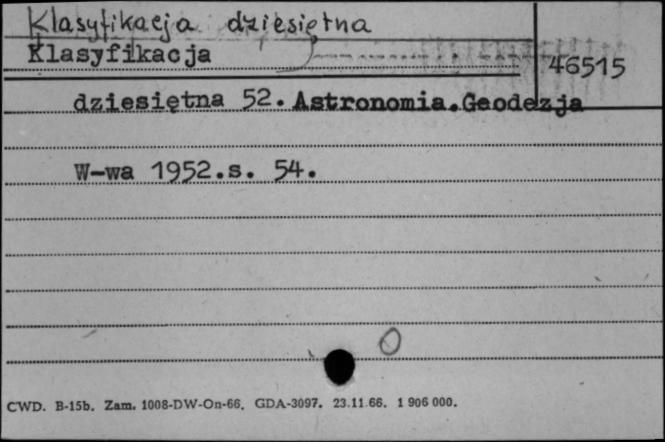 Klasyfikacja dziesiętna
Klasyfikacja
46515
dziesiętna 52. Astronomia.Geodezja
W-wa 1952.s. 54.
0
CWD. B-15b. Zam. 1008-DW-On-66. GDA-3097. 23.11.66. 1 906 000.